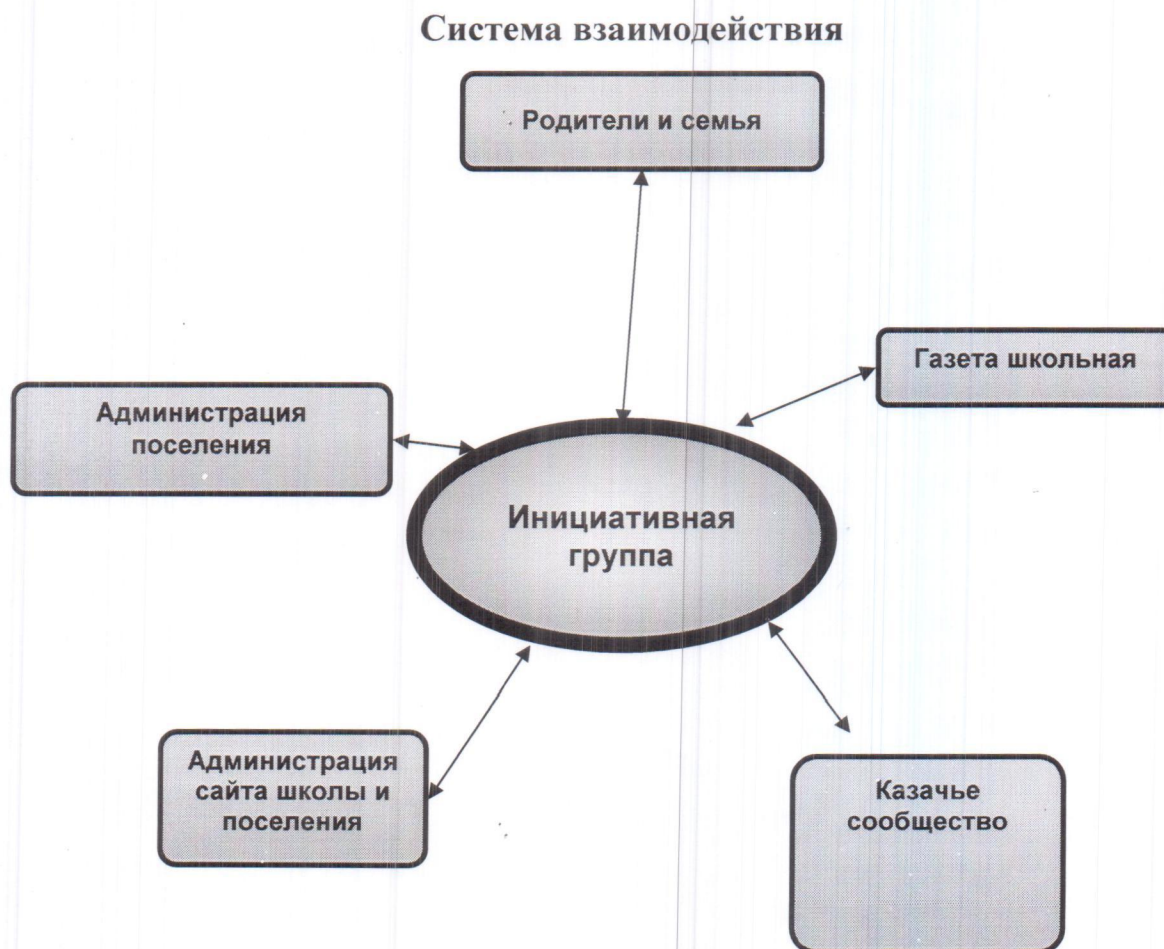 Система взаимодействия
Родители и семья
Газета школьная
Администрация
поселения
Инициативная
группа
Администрация
сайта школы и
поселения
Казачье
сообщество